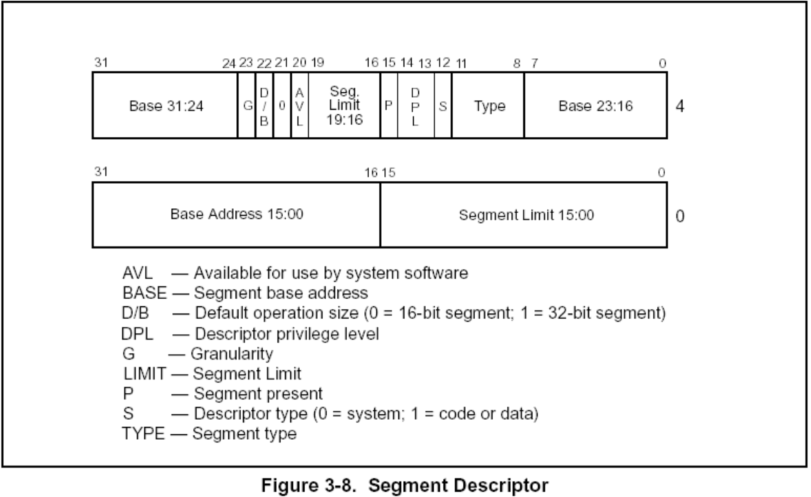 31 24 23 22 21 20 19 16 15 14 13 12 11 8 7 0
Base 31:24 G D/B 0 AVL Seg. Limit 19:16 P DPL S Type Base 23:16 4
31 16 15 0
Base Address 15:00 Segment Limit 15:00 0
AVL — Available for use by system software
BASE — Segment base address
D/B — Default operation size (0 = 16-bit segment; 1 = 32-bit segment)
DPL — Descriptor privilege level
G — Granularity
LIMIT — Segment Limit
P — Segment present
S — Descriptor type (0 = system; 1 = code or data)
TYPE — Segment type
Figure 3-8. Segment Descriptor